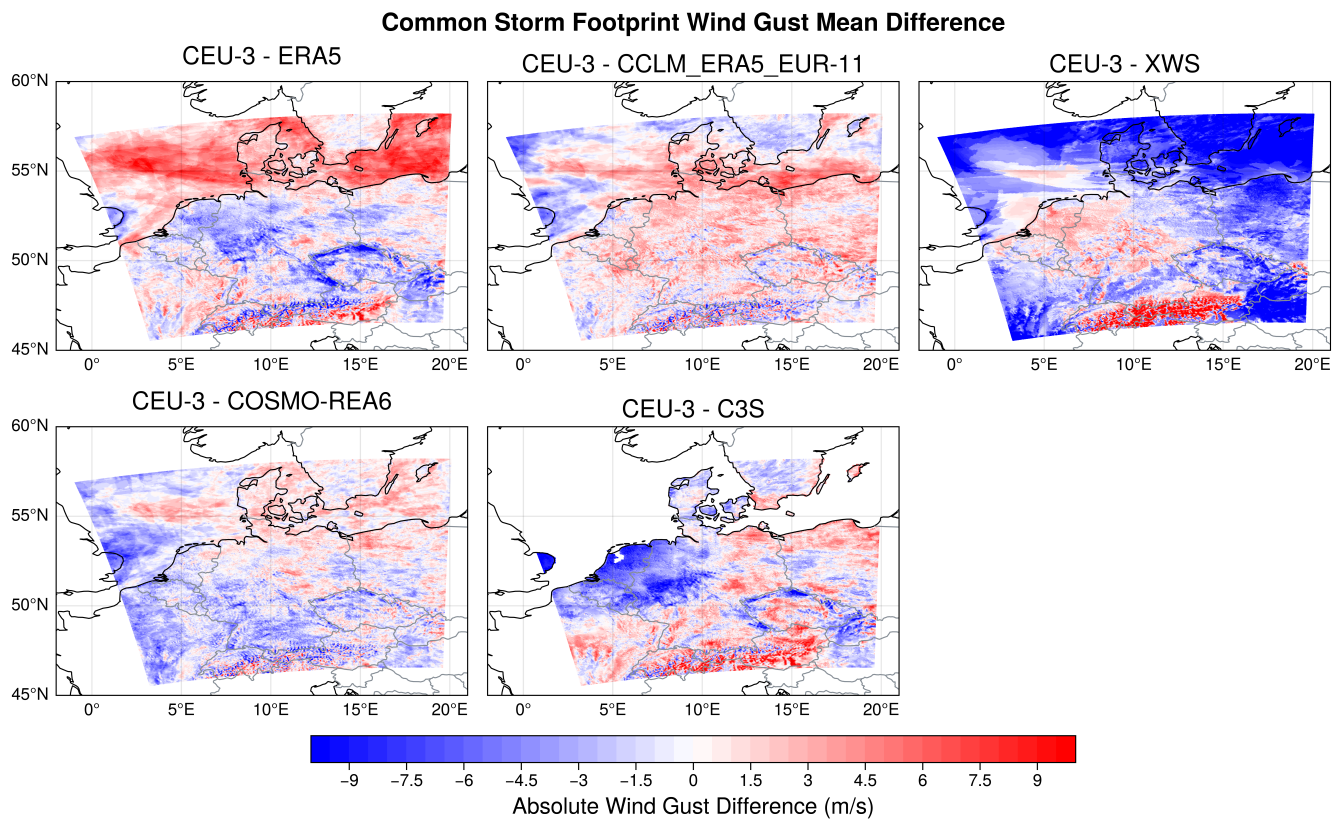 Common Storm Footprint Wind Gust Mean Difference
CEU-3 - ERA5
CEU-3 - CCLM_ERA5_EUR-11
CEU-3 - XWS
60°N
55°N
50°N
45°N
0° 5°E 10°E 15°E 20°E
0° 5°E 10°E 15°E 20°E
0° 5°E 10°E 15°E 20°E
CEU-3 - COSMO-REA6
CEU-3 - C3S
60°N
55°N
50°N
45°N
0° 5°E 10°E 15°E 20°E
0° 5°E 10°E 15°E 20°E
−9 −7.5 −6 −4.5 −3 −1.5 0 1.5 3 4.5 6 7.5 9
Absolute Wind Gust Difference (m/s)